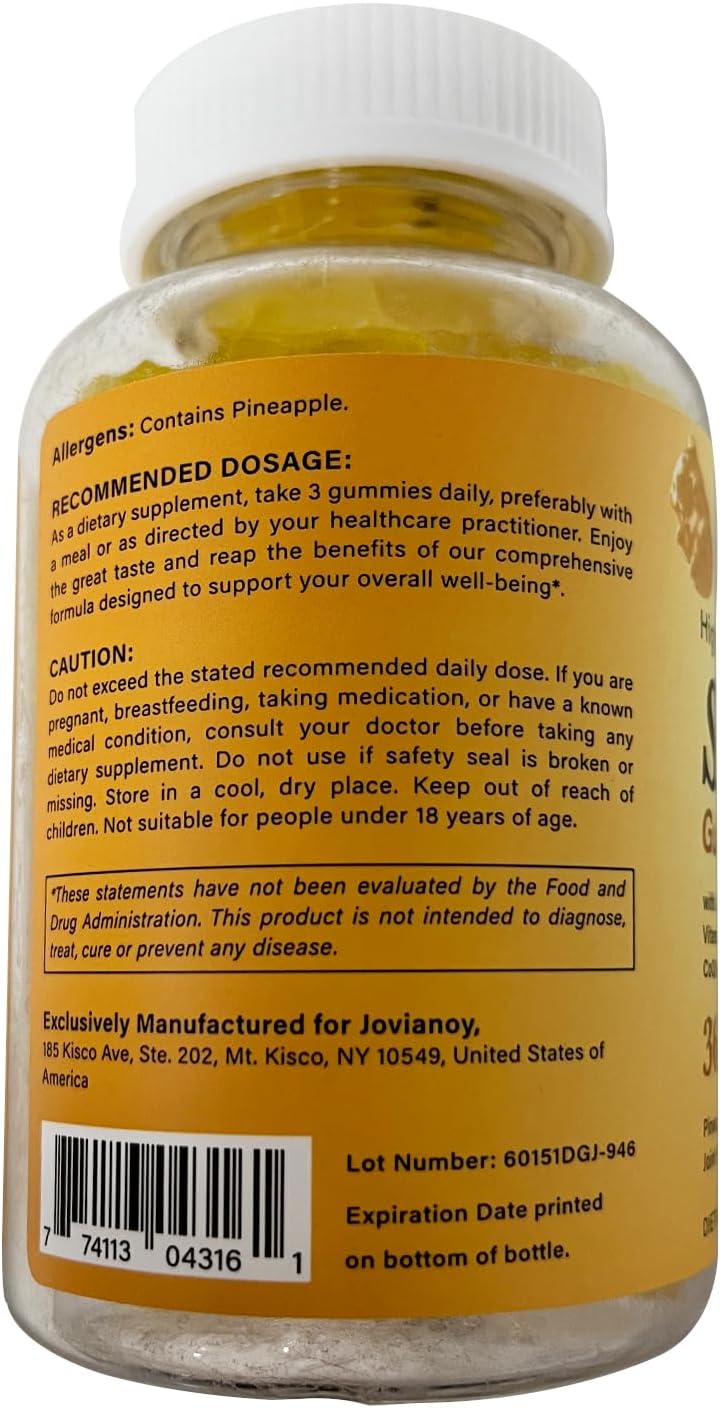 Allergens: Contains Pineapple.
RECOMMENDED DOSAGE:
As a dietary supplement, take 3 gummies daily, preferably with
a meal or as directed by your healthcare practitioner. Enjoy
the great taste and reap the benefits of our comprehensive
formula designed to support your overall well-being*.
CAUTION:
Do not exceed the stated recommended daily dose. If you are
pregnant, breastfeeding, taking medication, or have a known
medical condition, consult your doctor before taking any
dietary supplement. Do not use if safety seal is broken or
missing. Store in a cool, dry place. Keep out of reach of
children. Not suitable for people under 18 years of age.
*These statements have not been evaluated by the Food and
Drug Administration. This product is not intended to diagnose,
treat, cure or prevent any disease.
Exclusively Manufactured for Jovianoy,
185 Kisco Ave, Ste. 202, Mt. Kisco, NY 10549, United States of
America
7 74113 04316 1
Lot Number: 60151DGJ-946
Expiration Date printed
on bottom of bottle.